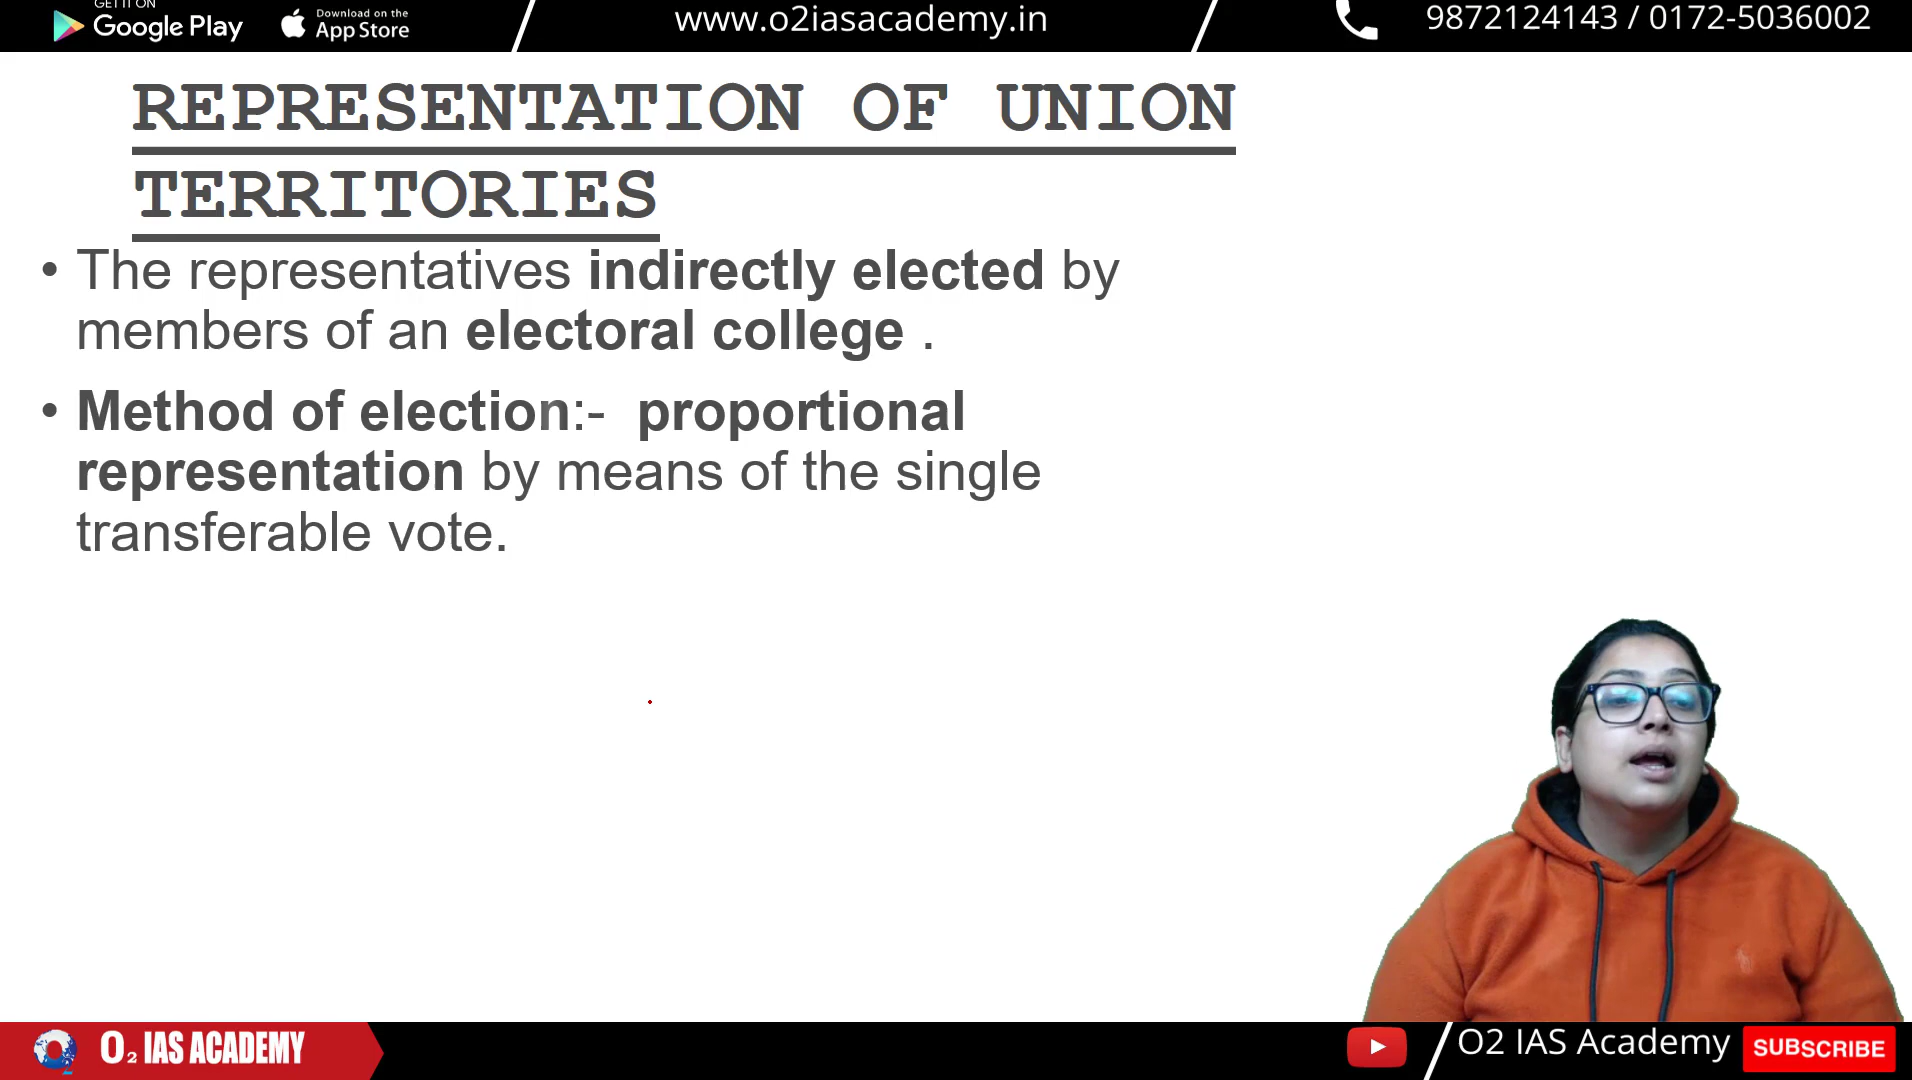 GET IT ON
Google Play
Download on the
App Store
www.o2iasacademy.in
9872124143 / 0172-5036002
REPRESENTATION OF UNION
TERRITORIES
• The representatives indirectly elected by
members of an electoral college .
• Method of election:- proportional
representation by means of the single
transferable vote.
O2 IAS ACADEMY
O2 IAS Academy
SUBSCRIBE